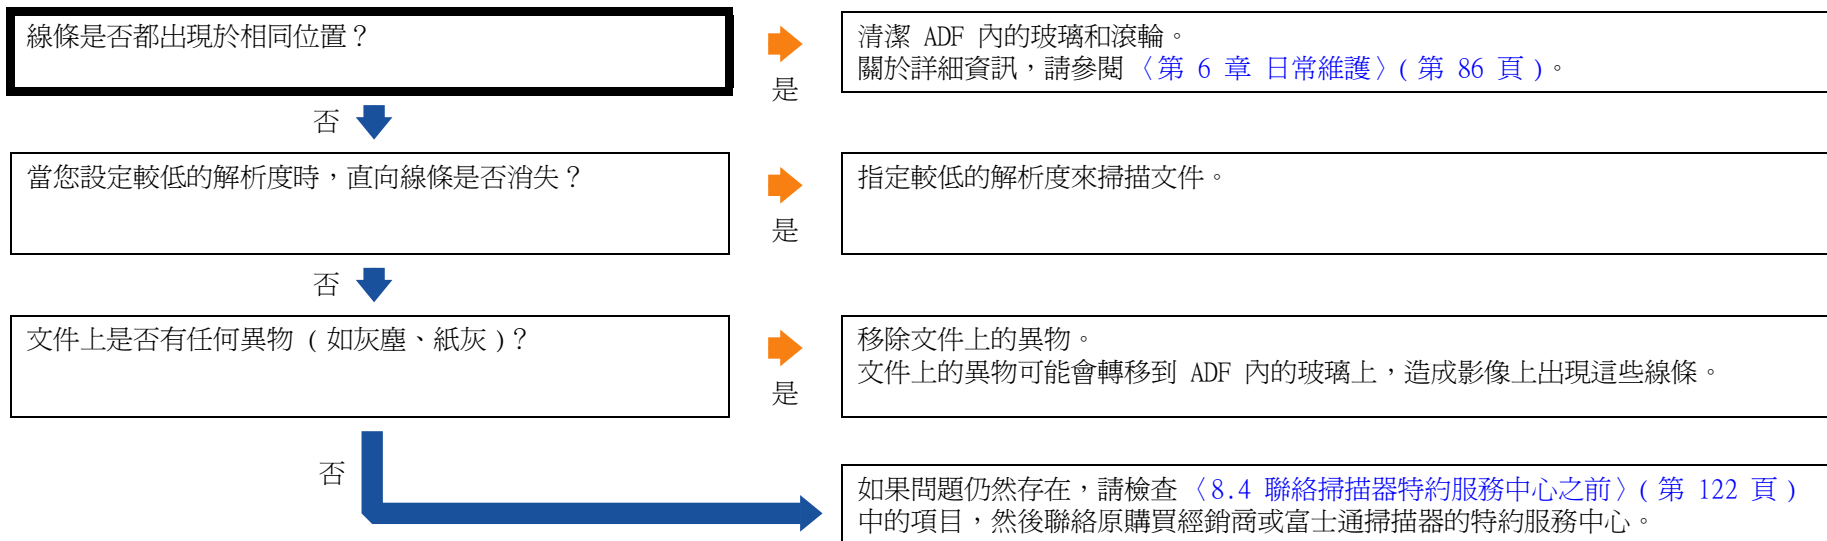 線條是否都出現於相同位置？
是
清潔 ADF 內的玻璃和滾輪。
關於詳細資訊，請參閱〈第 6 章 日常維護〉( 第 86 頁 )。
否
當您設定較低的解析度時，直向線條是否消失？
是
指定較低的解析度來掃描文件。
否
文件上是否有任何異物 ( 如灰塵、紙灰 )？
是
移除文件上的異物。
文件上的異物可能會轉移到 ADF 內的玻璃上，造成影像上出現這些線條。
否
如果問題仍然存在，請檢查〈8.4 聯絡掃描器特約服務中心之前〉( 第 122 頁 )
中的項目，然後聯絡原購買經銷商或富士通掃描器的特約服務中心。